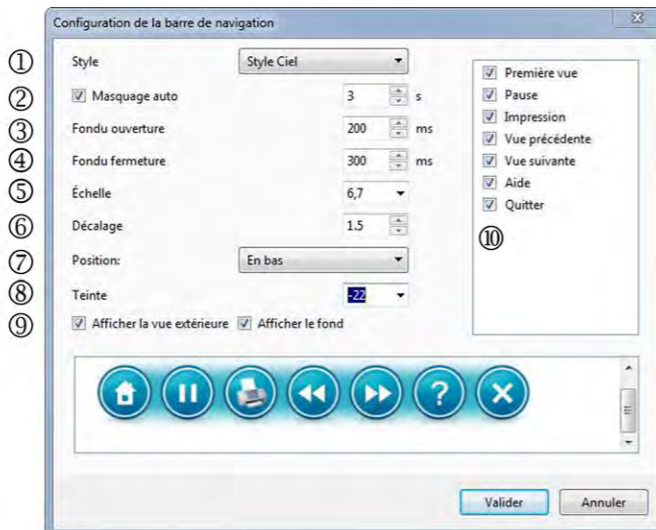 Configuration de la barre de navigation
① Style Style Ciel
② Masquage auto 3 s
③ Fondu ouverture 200 ms
④ Fondu fermeture 300 ms
⑤ Échelle 6,7
⑥ Décalage 1.5
⑦ Position: En bas
⑧ Teinte -22
⑨ Afficher la vue extérieure Afficher le fond
Première vue
Pause
Impression
Vue précédente
Vue suivante
Aide
Quitter
⑩
?
Valider Annuler